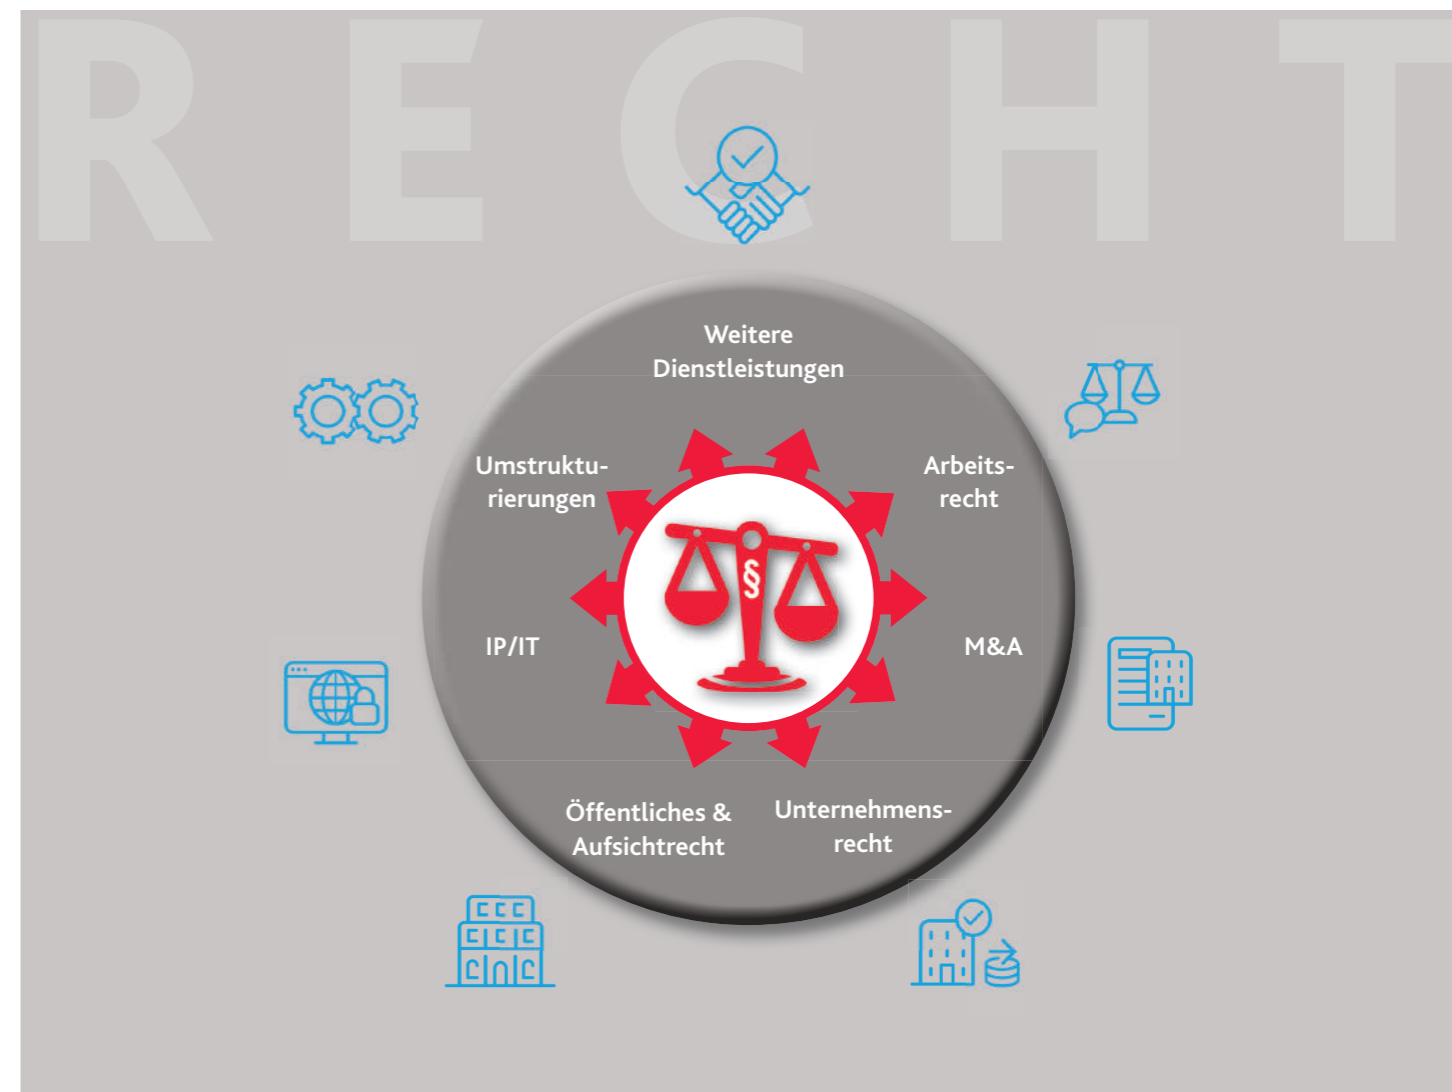 RECHT
Weitere
Dienstleistungen
Umstruktu-
rierungen
Arbeits-
recht
§
IP/IT
M&A
Öffentliches &
Aufsichtrecht
Unternehmens-
recht